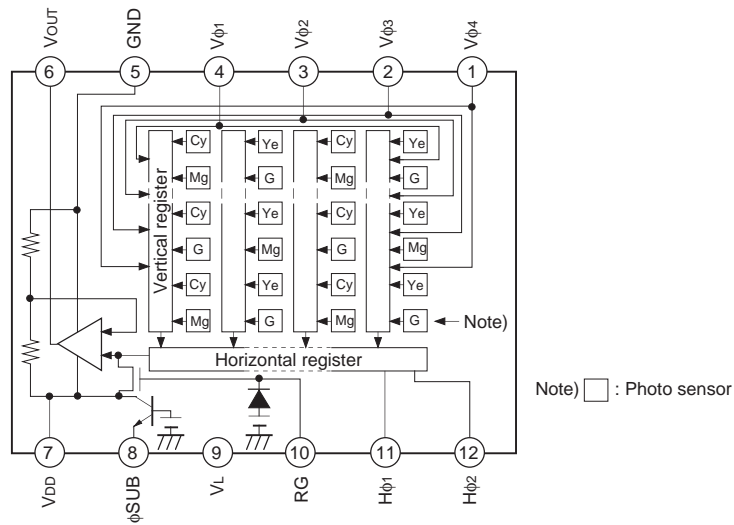 VOUT GND Vϕ1 Vϕ2 Vϕ3 Vϕ4
6 5 4 3 2 1
Vertical register
Cy Ye Cy Ye
Mg G Mg G
Cy Ye Cy Ye
G Mg G Mg
Cy Ye Cy Ye
Mg G Mg G
Note)
Horizontal register
Note) : Photo sensor
7 8 9 10 11 12
VDD ϕSUB VL RG Hϕ1 Hϕ2